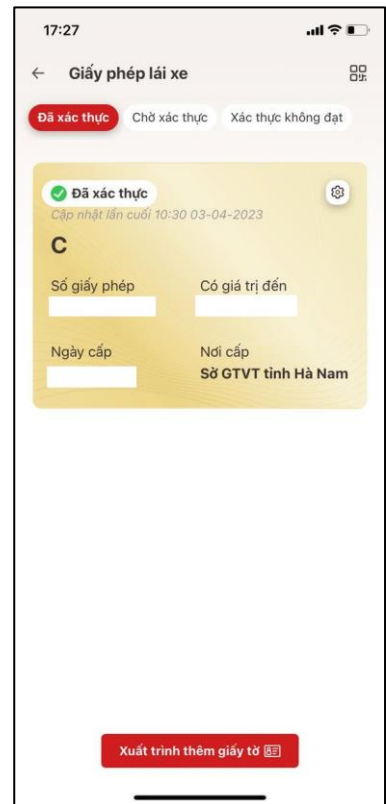 17:27
Giấy phép lái xe
Đã xác thực Chờ xác thực Xác thực không đạt
Đã xác thực
Cập nhật lần cuối 10:30 03-04-2023
C
Số giấy phép Có giá trị đến
Ngày cấp Nơi cấp
Sở GTVT tỉnh Hà Nam
Xuất trình thêm giấy tờ